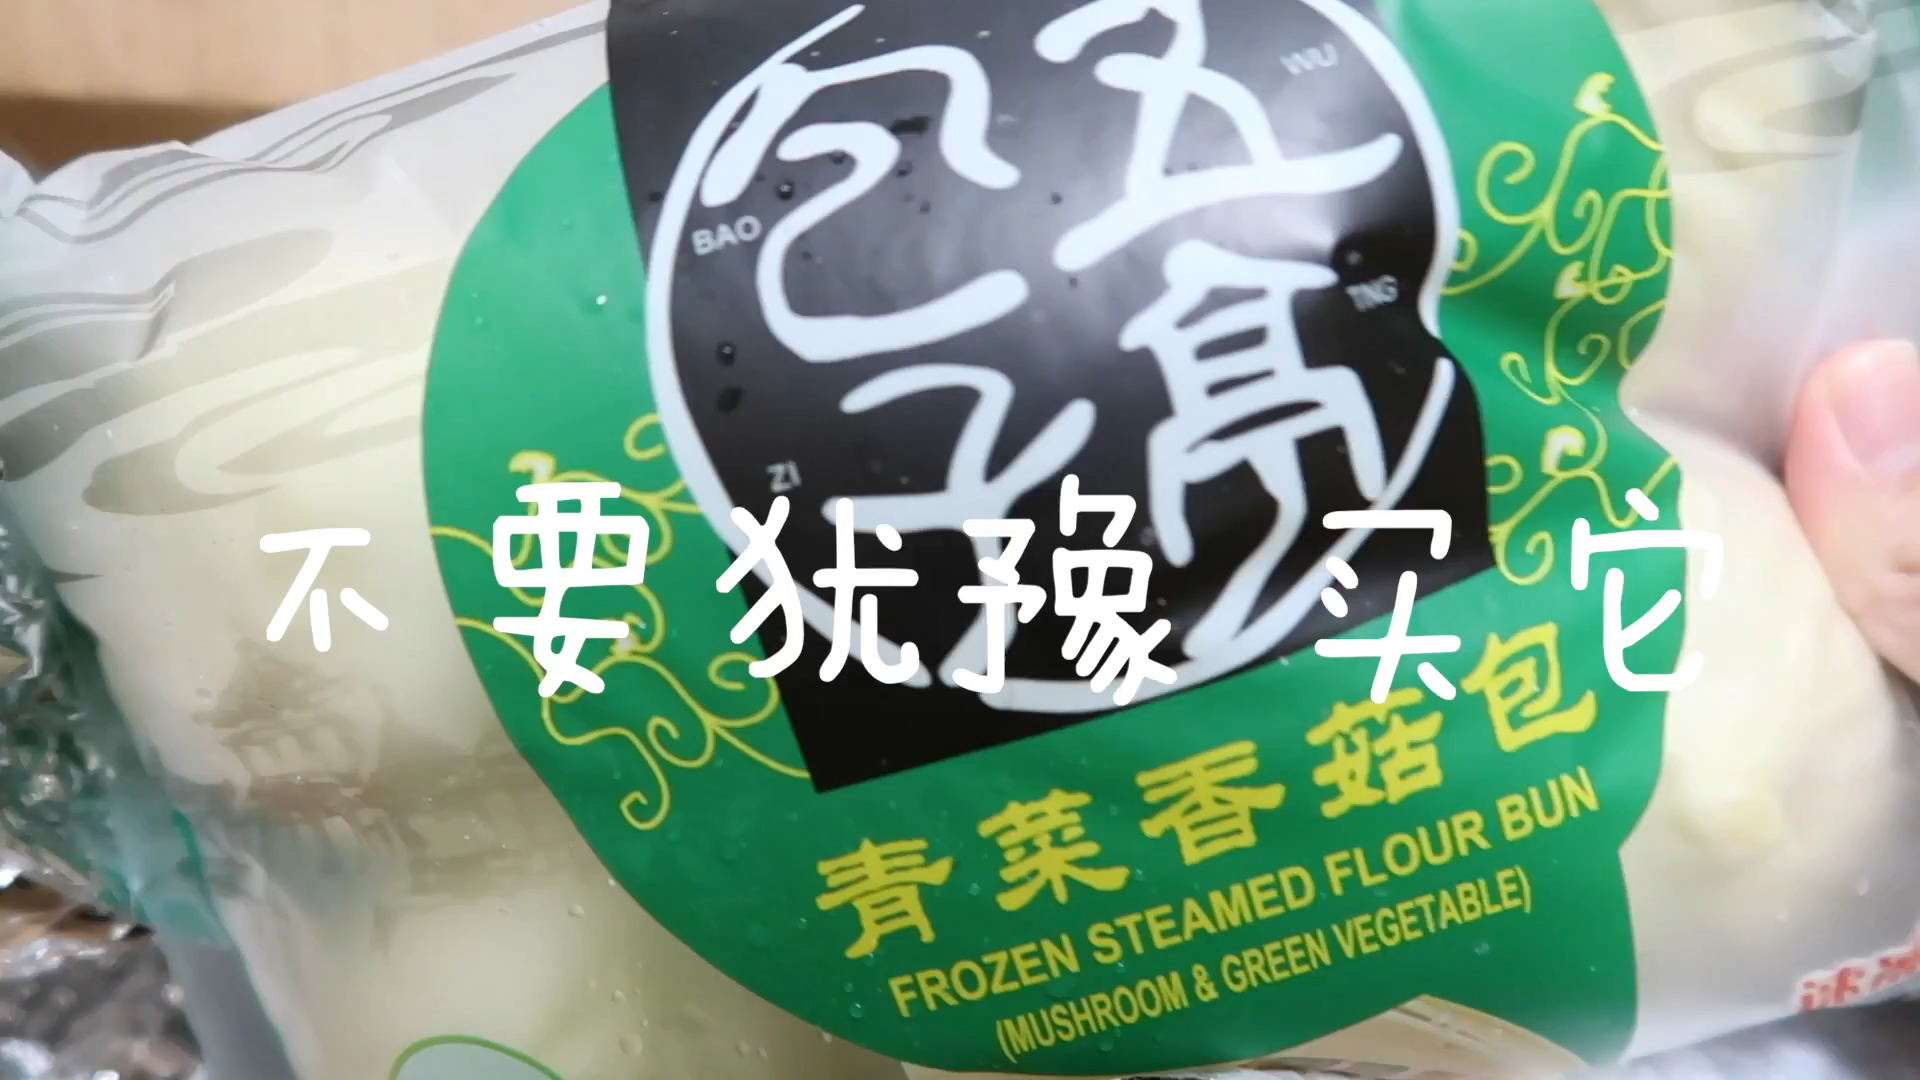 五亭
包子
WU
TING
BAO
ZI
不要犹豫 买它
青菜香菇包
FROZEN STEAMED FLOUR BUN
(MUSHROOM & GREEN VEGETABLE)